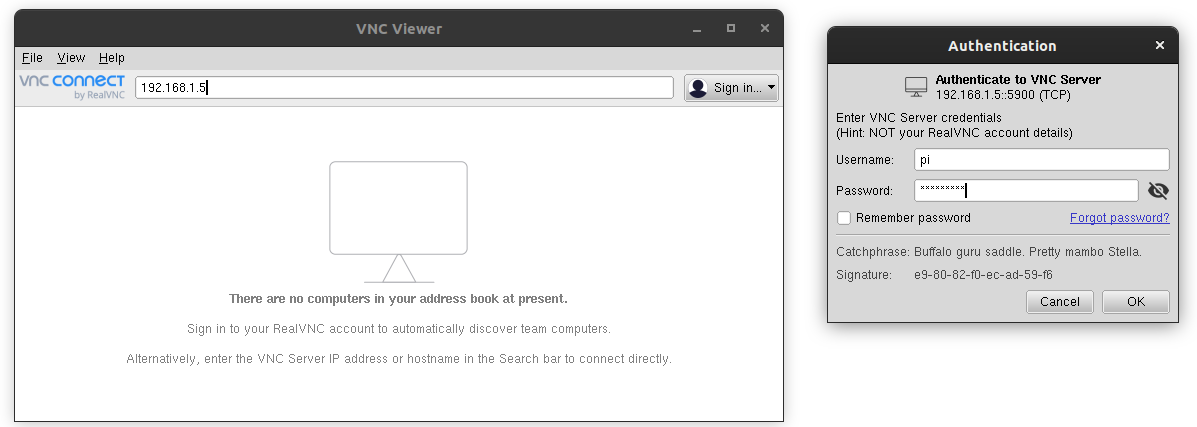 VNC Viewer
File View Help
vnc connect
by RealVNC
192.168.1.5
Sign in...
There are no computers in your address book at present.
Sign in to your RealVNC account to automatically discover team computers.
Alternatively, enter the VNC Server IP address or hostname in the Search bar to connect directly.
Authentication
Authenticate to VNC Server
192.168.1.5::5900 (TCP)
Enter VNC Server credentials
(Hint: NOT your RealVNC account details)
Username: pi
Password: *********
Remember password Forgot password?
Catchphrase: Buffalo guru saddle. Pretty mambo Stella.
Signature: e9-80-82-f0-ec-ad-59-f6
Cancel OK